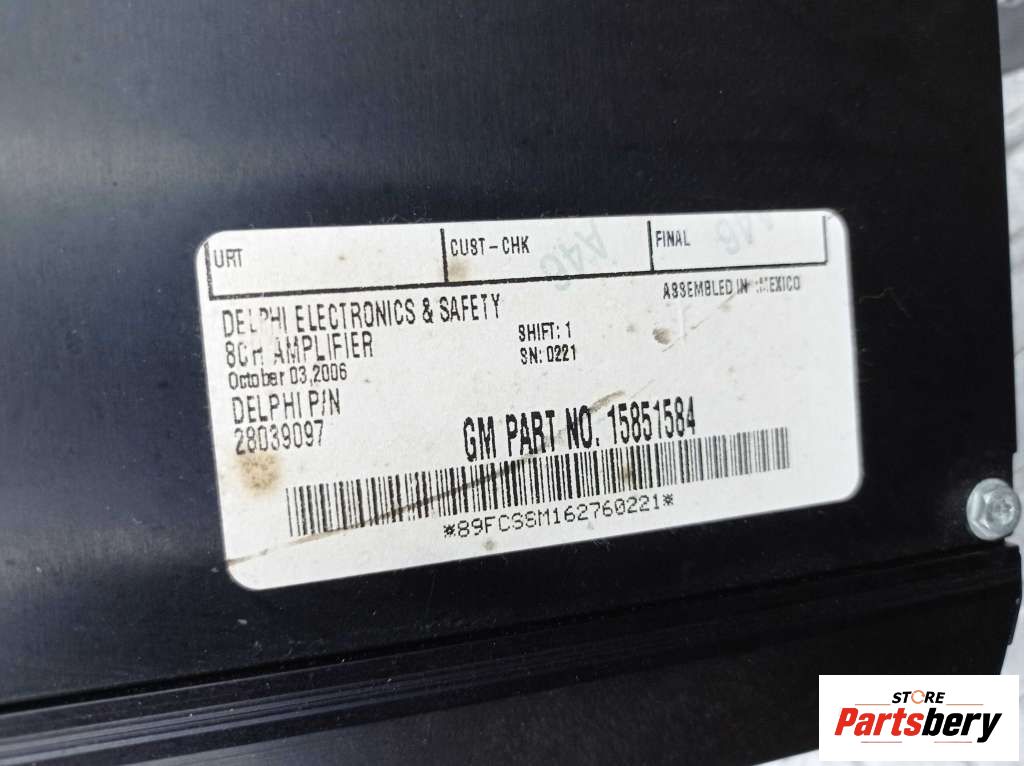 URT
CUST-CHK
FINAL
ASSEMBLED IN MEXICO
DELPHI ELECTRONICS & SAFETY
8CH AMPLIFIER
SHIFT: 1
October 03,2006
SN: 0221
DELPHI P/N
28039097
GM PART NO. 15851584
*89FCSSM162760221*
STORE
Partsbery